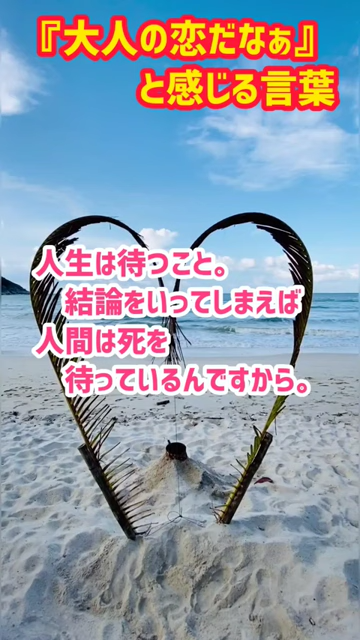 『大人の恋だなぁ』
と感じる言葉
人生は待つこと。
結論をいってしまえば
人間は死を
待っているんですから。